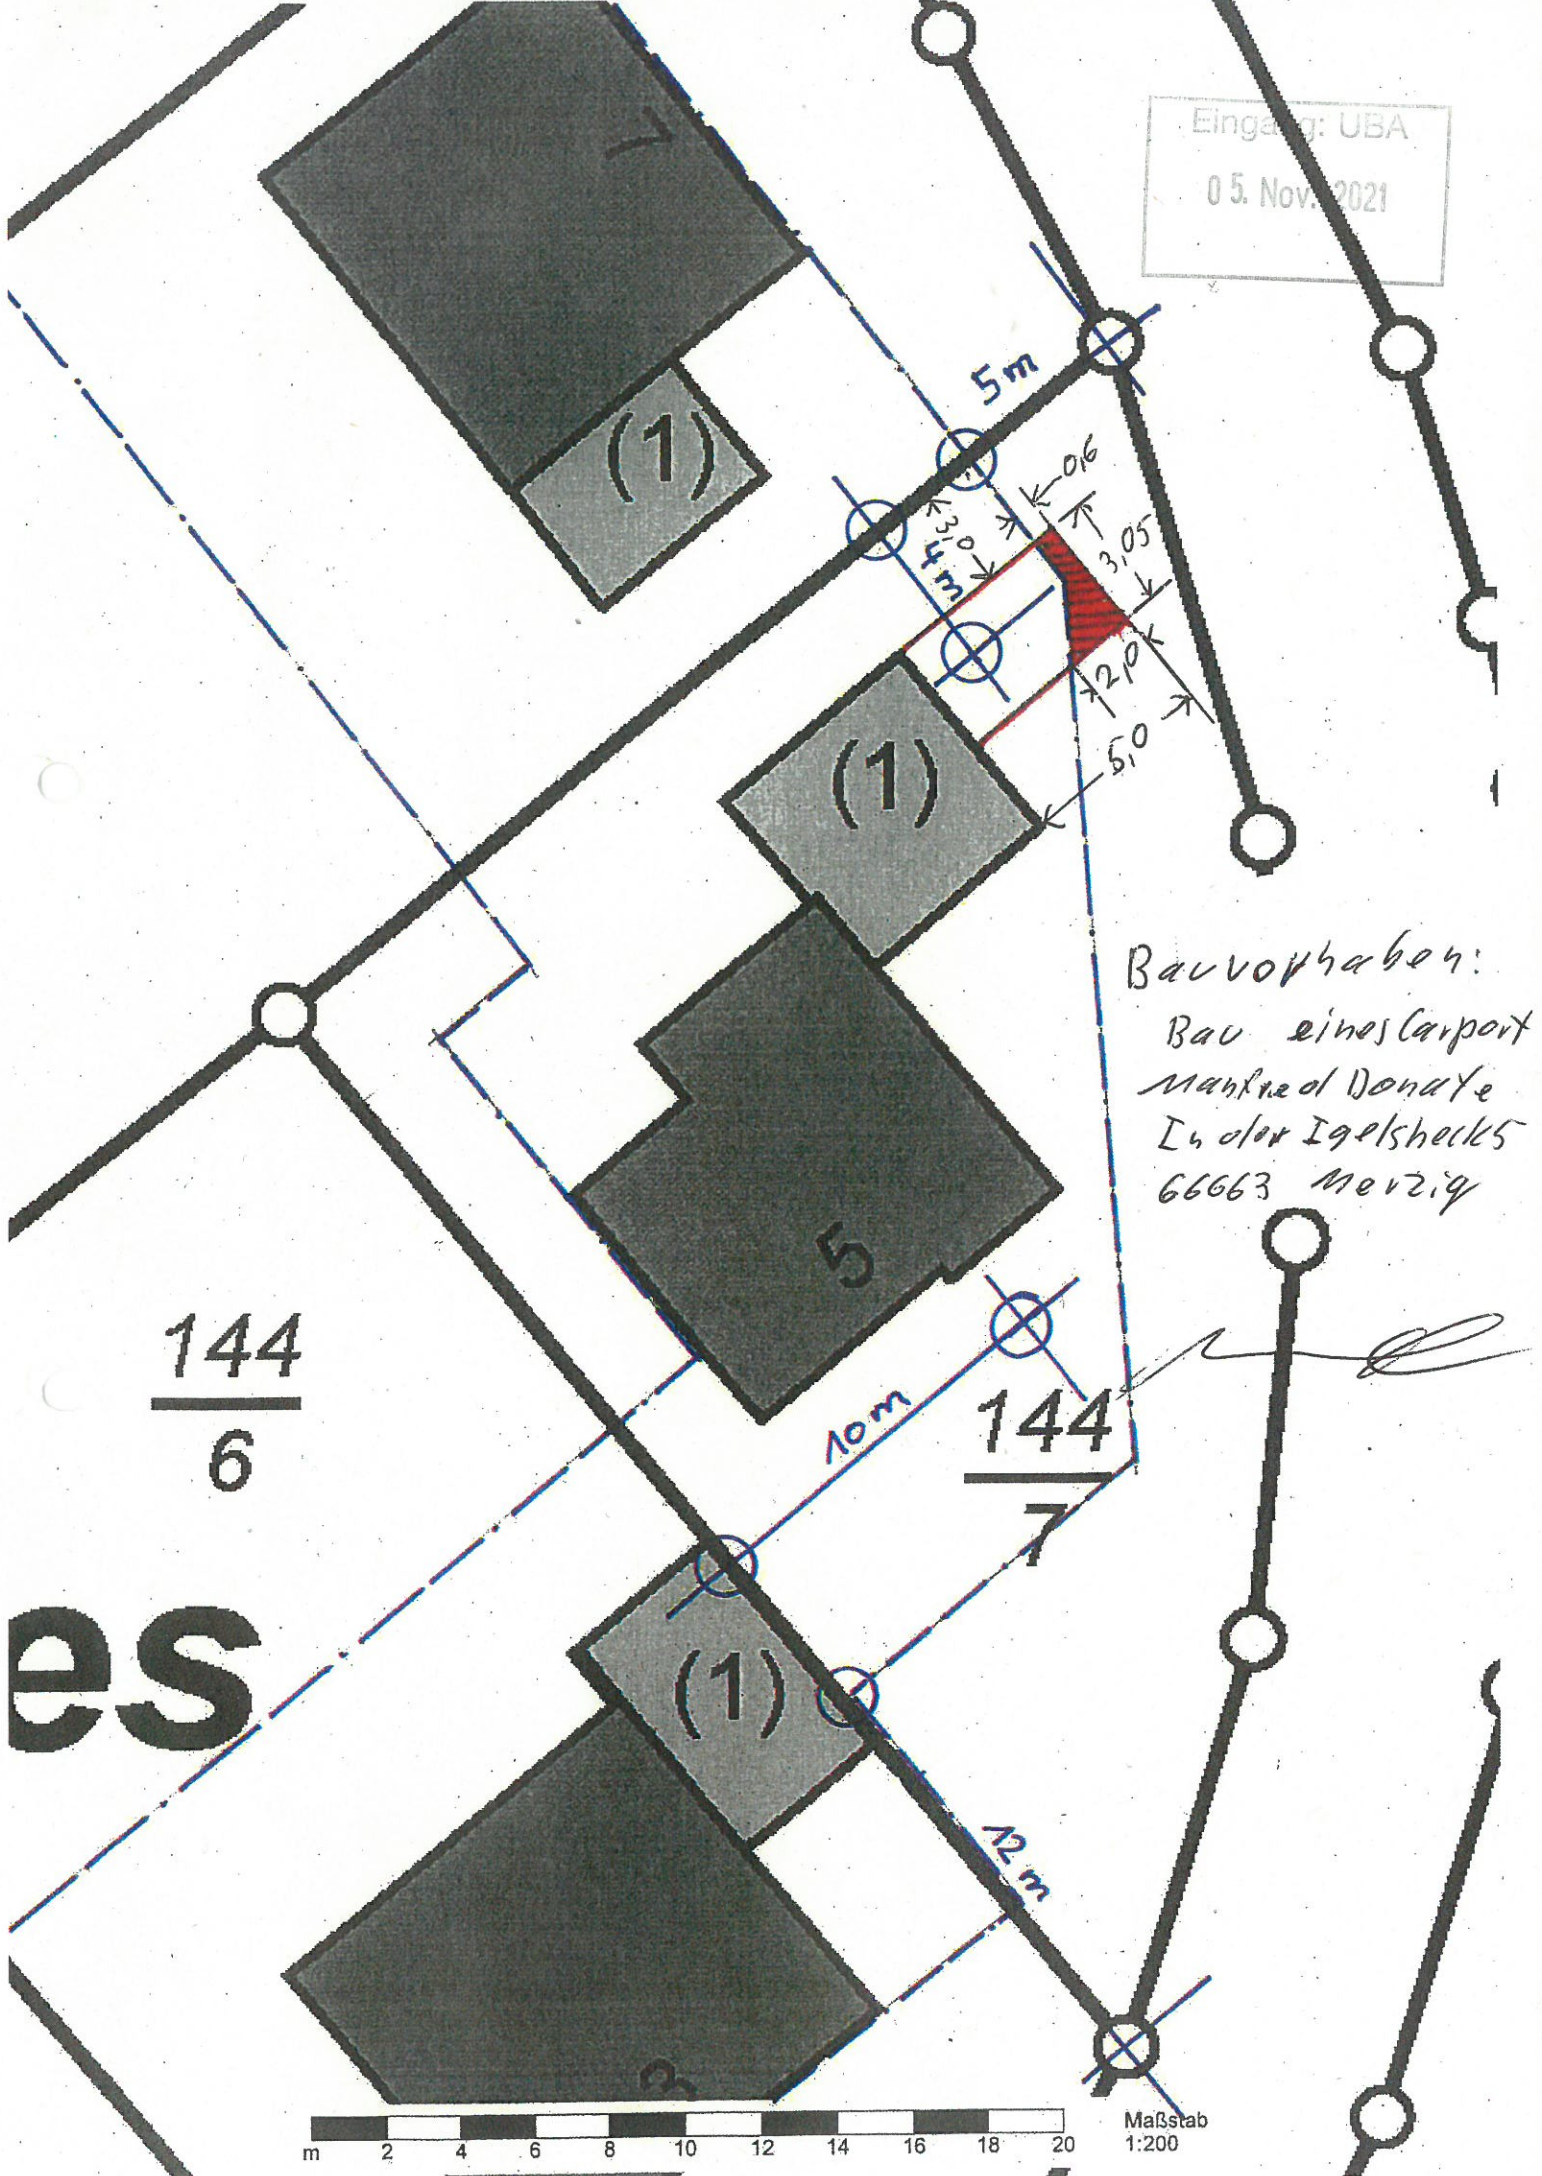 7
Eingang: UBA
05. Nov. 2021
5m
0,6
(1)
3,0
4m
3,05
2,0
5,0
(1)
Bauvorhaben:
Bau eines Carport
Manfred Donate
In der Igelsheck 5
66663 Merzig
5
144
6
10m
144
7
es
(1)
12m
3
m 2 4 6 8 10 12 14 16 18 20
Maßstab
1:200